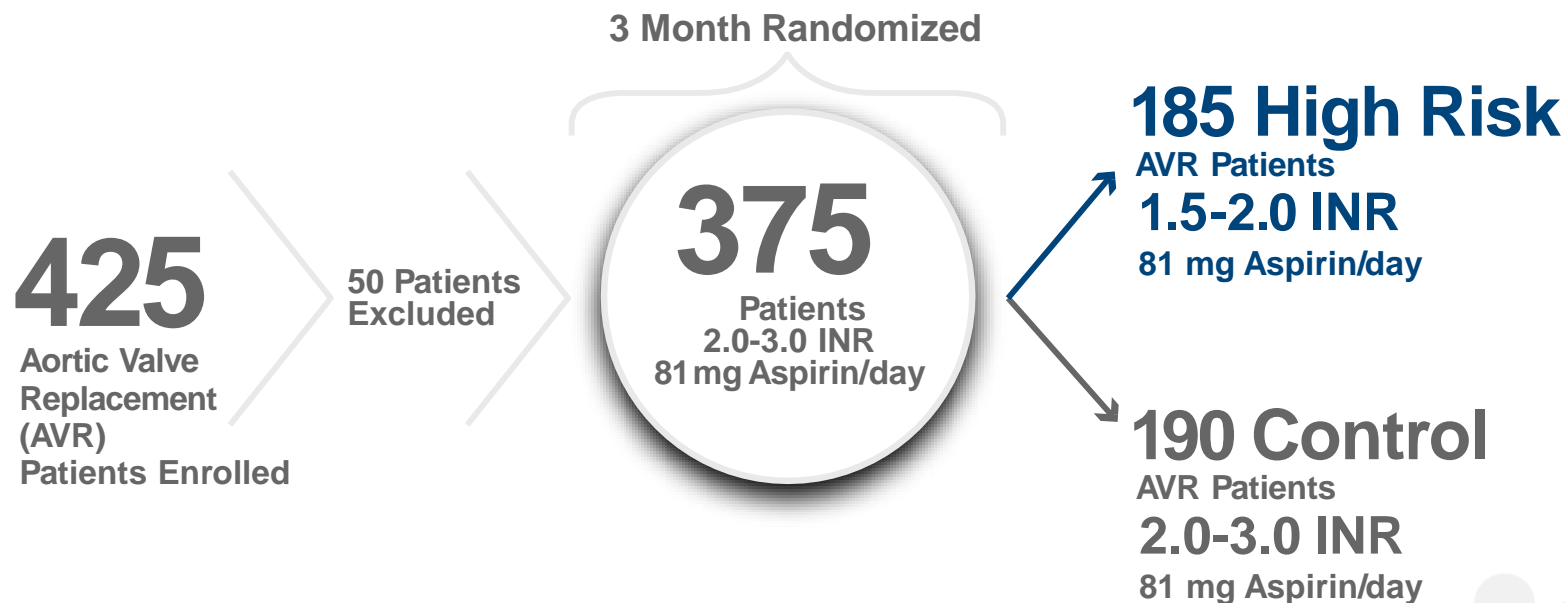 3 Month Randomized
425
Aortic Valve
Replacement
(AVR)
Patients Enrolled
50 Patients
Excluded
375
Patients
2.0-3.0 INR
81 mg Aspirin/day
185 High Risk
AVR Patients
1.5-2.0 INR
81 mg Aspirin/day
190 Control
AVR Patients
2.0-3.0 INR
81 mg Aspirin/day